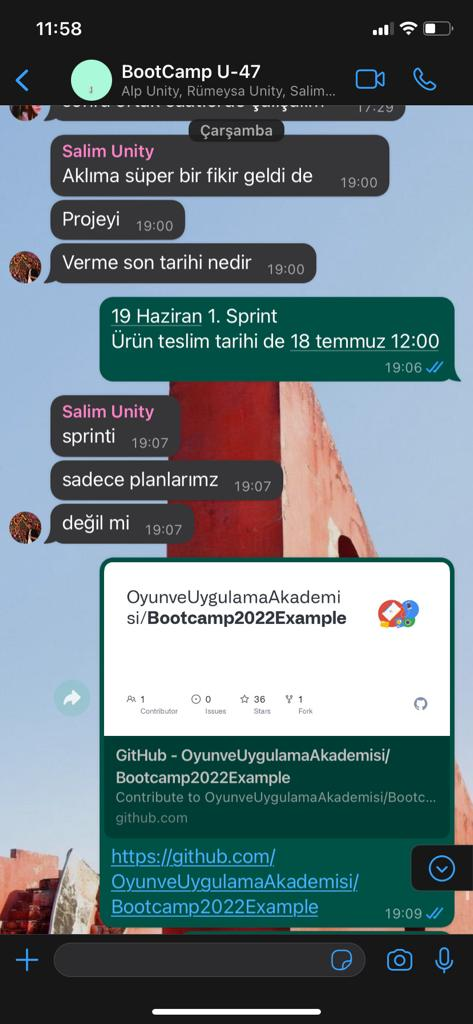 11:58
BootCamp U-47
Alp Unity, Rümeysa Unity, Salim...
17:29
Çarşamba
Salim Unity
Aklıma süper bir fikir geldi de 19:00
Projeyi 19:00
Verme son tarihi nedir 19:00
19 Haziran 1. Sprint
Ürün teslim tarihi de 18 temmuz 12:00
19:06
Salim Unity
sprinti 19:07
sadece planlarımz 19:07
değil mi 19:07
OyunveUygulamaAkademi
si/Bootcamp2022Example
1 0 36 1
Contributor Issues Stars Fork
GitHub - OyunveUygulamaAkademisi/
Bootcamp2022Example
Contribute to OyunveUygulamaAkademisi/Bootc...
github.com
https://github.com/
OyunveUygulamaAkademisi/
Bootcamp2022Example
19:09